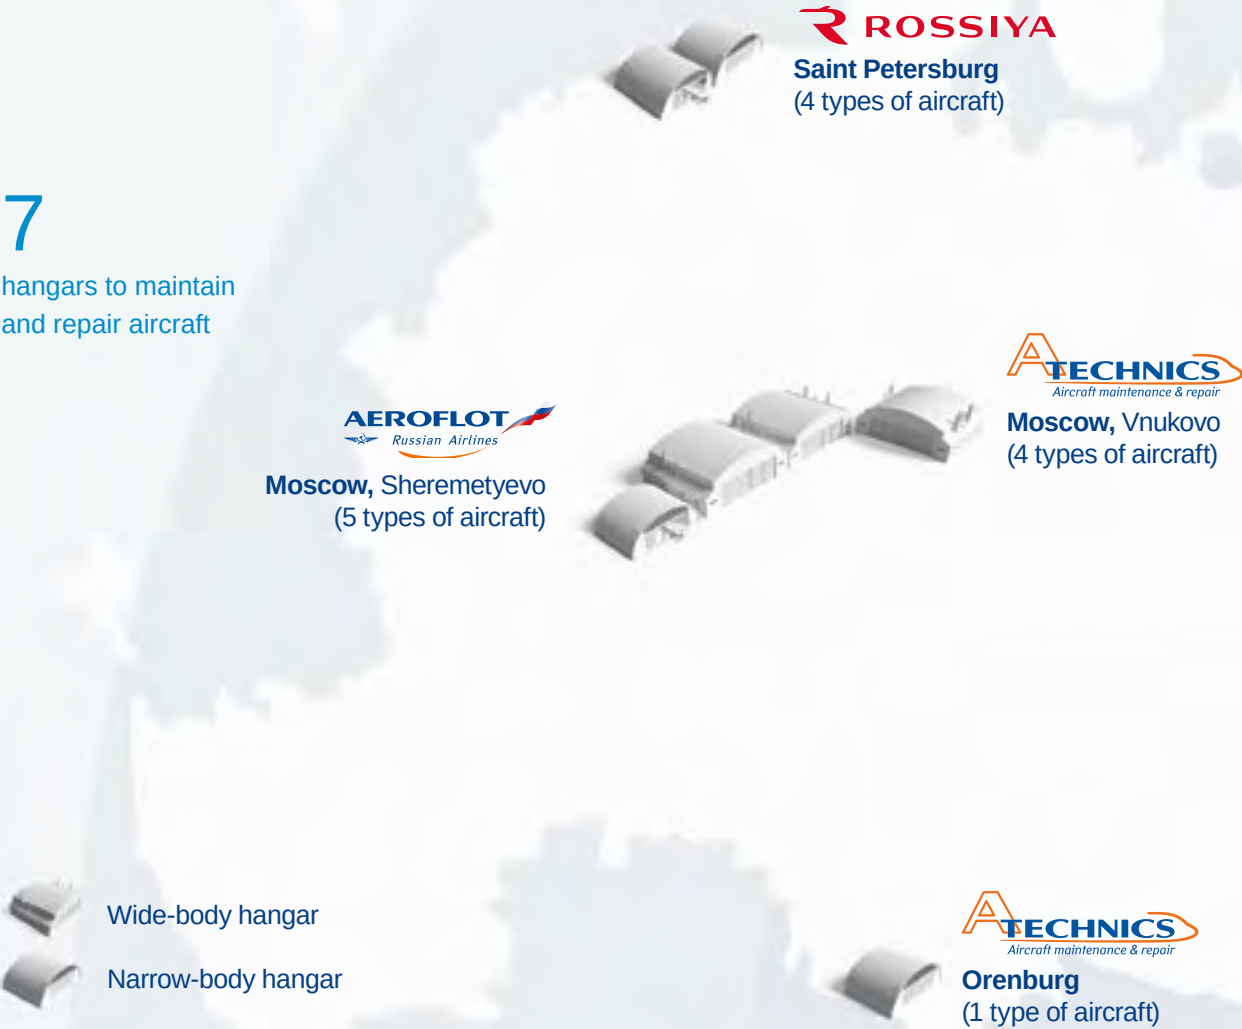 ROSSIYA
Saint Petersburg
(4 types of aircraft)
7
hangars to maintain
and repair aircraft
ATECHNICS
Aircraft maintenance & repair
Moscow, Vnukovo
(4 types of aircraft)
AEROFLOT
Russian Airlines
Moscow, Sheremetyevo
(5 types of aircraft)
Wide-body hangar
Narrow-body hangar
ATECHNICS
Aircraft maintenance & repair
Orenburg
(1 type of aircraft)